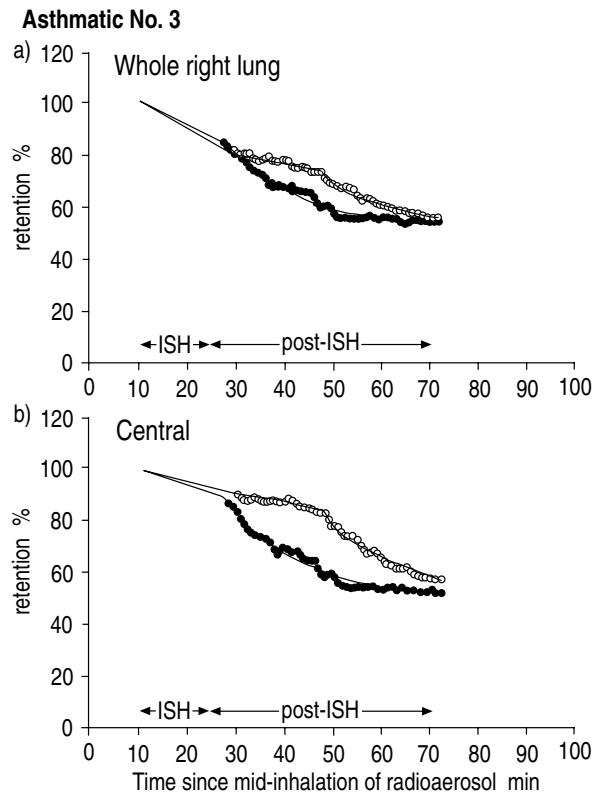 Asthmatic No. 3
a)
Whole right lung
retention %
120
100
80
60
40
20
0
ISH
post-ISH
0 10 20 30 40 50 60 70 80 90 100
b)
Central
retention %
120
100
80
60
40
20
0
ISH
post-ISH
0 10 20 30 40 50 60 70 80 90 100
Time since mid-inhalation of radioaerosol min